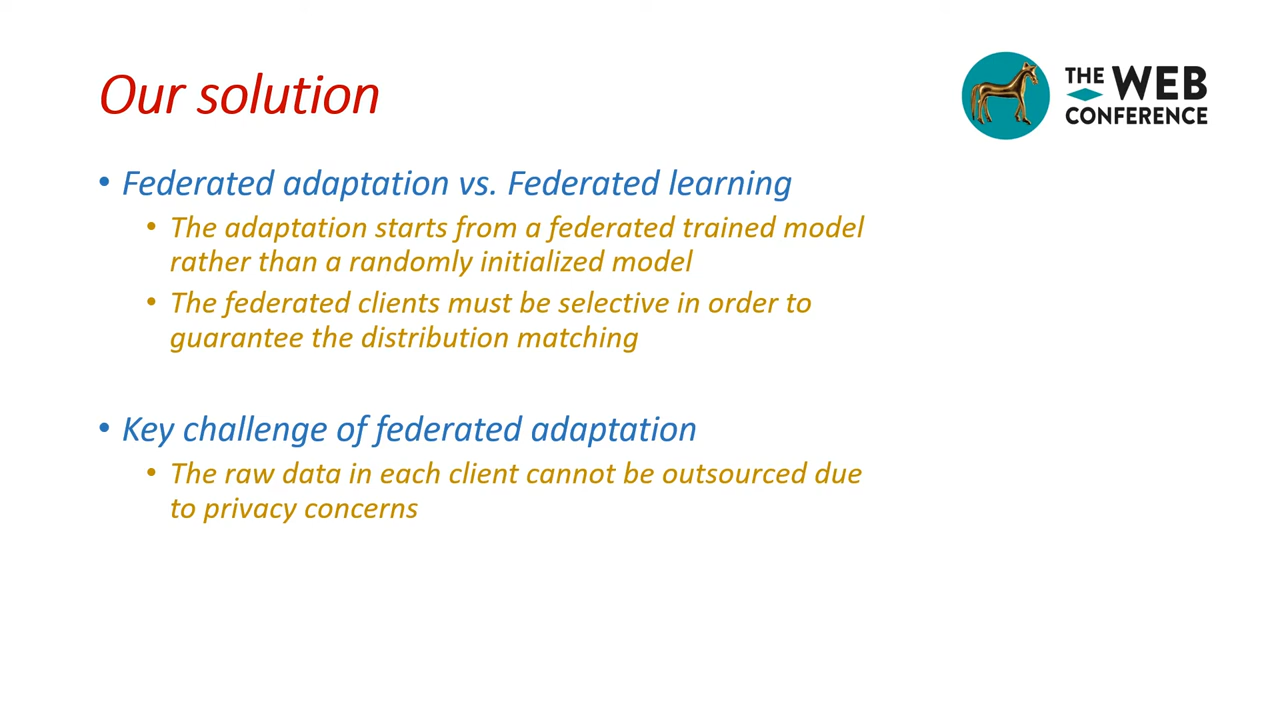 Our solution
THE WEB
CONFERENCE
• Federated adaptation vs. Federated learning
• The adaptation starts from a federated trained model
rather than a randomly initialized model
• The federated clients must be selective in order to
guarantee the distribution matching
• Key challenge of federated adaptation
• The raw data in each client cannot be outsourced due
to privacy concerns